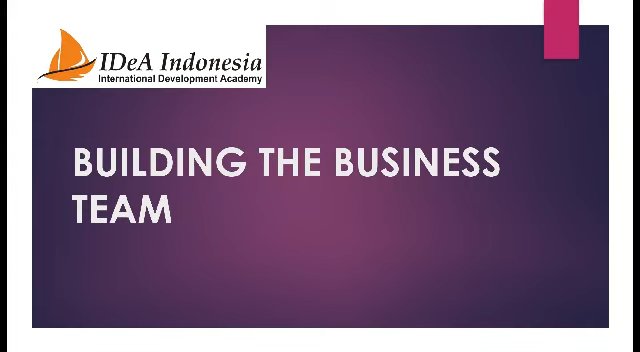 IDeA Indonesia
International Development Academy
BUILDING THE BUSINESS
TEAM